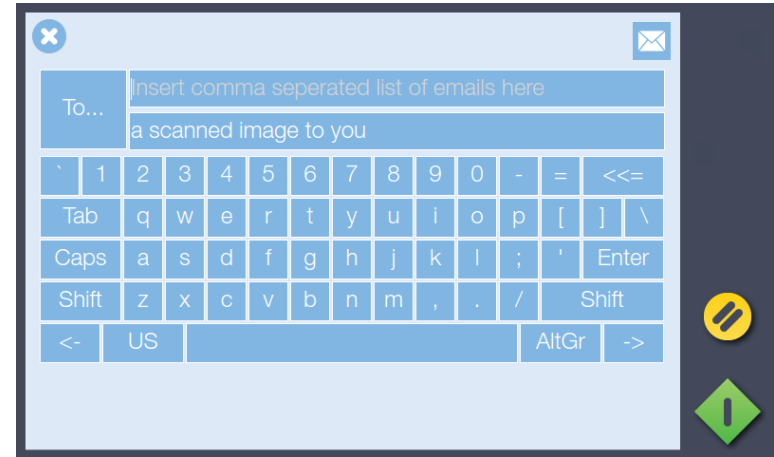 To...
Insert comma seperated list of emails here
a scanned image to you
` 1 2 3 4 5 6 7 8 9 0 - = <<=
Tab q w e r t y u i o p [ ] \
Caps a s d f g h j k l ; ' Enter
Shift z x c v b n m , . / Shift
<- US AltGr ->